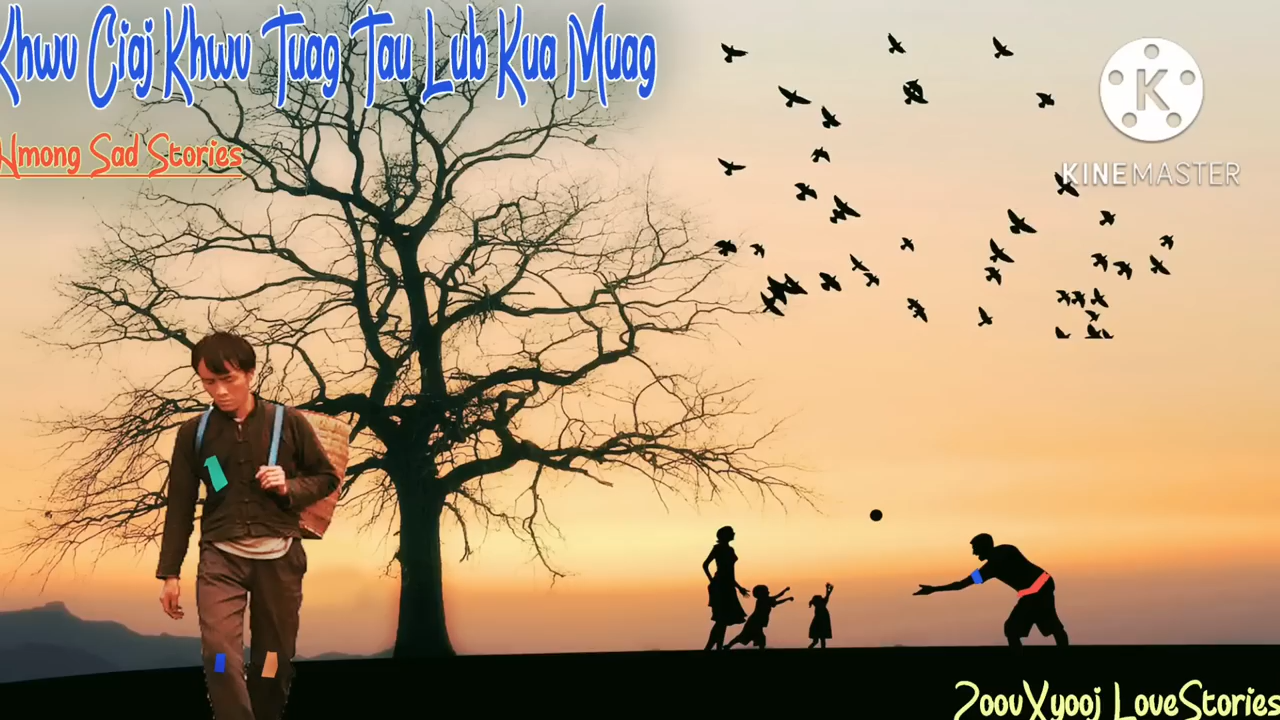 Khwv Ciaj Khwv Tuag Tau Lub Kua Muag
Hmong Sad Stories
K
KINEMASTER
ZoovXyooj LoveStories